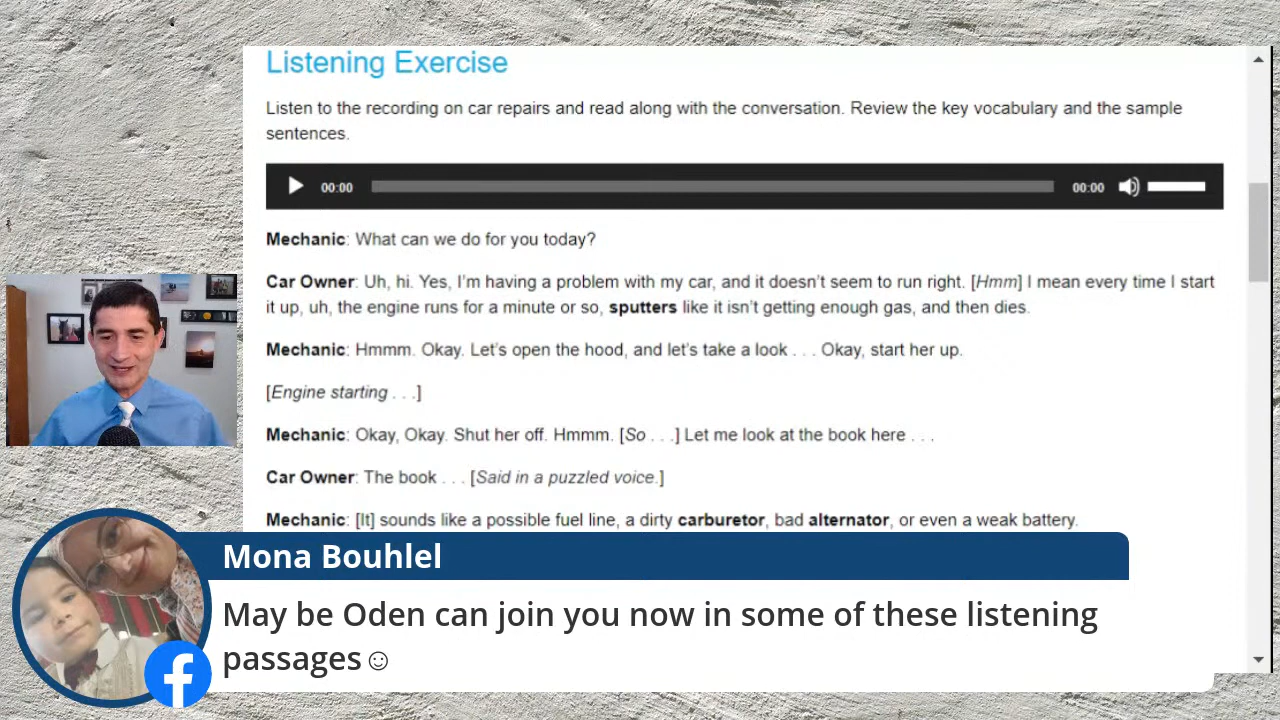 Listening Exercise
Listen to the recording on car repairs and read along with the conversation. Review the key vocabulary and the sample
sentences.
00:00 00:00
Mechanic: What can we do for you today?
Car Owner: Uh, hi. Yes, I'm having a problem with my car, and it doesn't seem to run right. [Hmm] I mean every time I start
it up, uh, the engine runs for a minute or so, sputters like it isn't getting enough gas, and then dies.
Mechanic: Hmmm. Okay. Let's open the hood, and let's take a look . . . Okay, start her up.
[Engine starting . . .]
Mechanic: Okay, Okay. Shut her off. Hmmm. [So . . .] Let me look at the book here . . .
Car Owner: The book . . . [Said in a puzzled voice.]
Mechanic: [It] sounds like a possible fuel line, a dirty carburetor, bad alternator, or even a weak battery.
Mona Bouhlel
May be Oden can join you now in some of these listening
passages☺